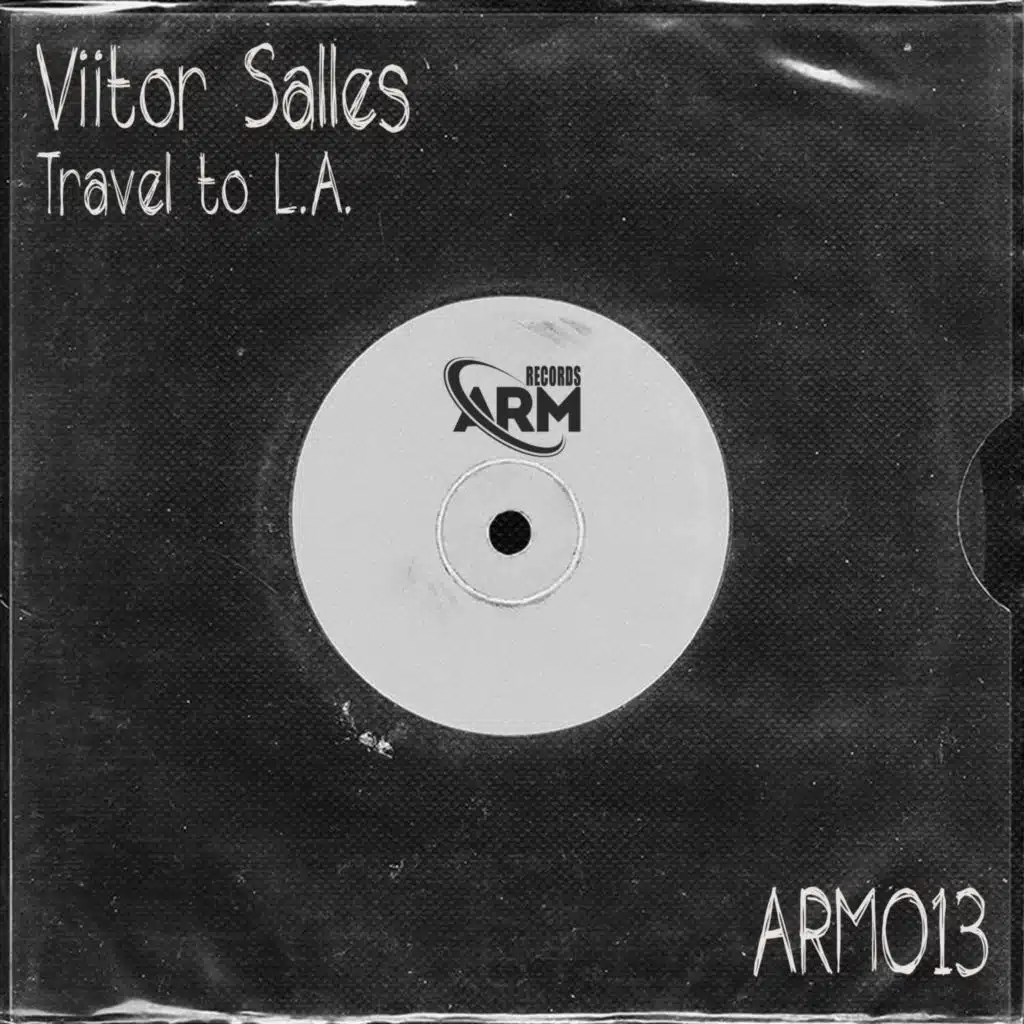 Viitor Salles
Travel to L.A.
RECORDS
ARM
ARM013